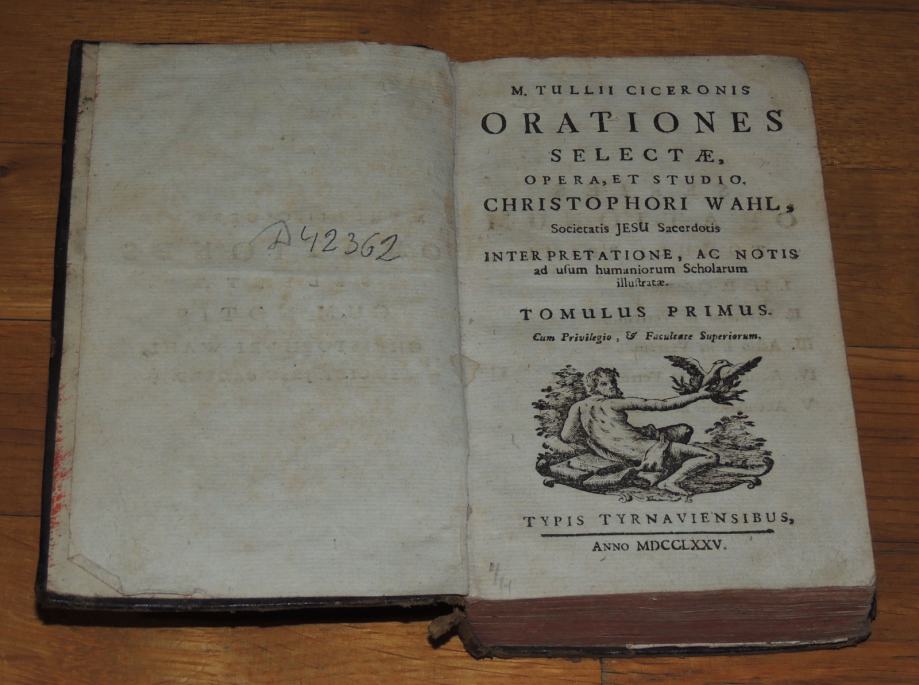 A42362
M. TULLII CICERONIS
ORATIONES
SELECTÆ,
OPERA, ET STUDIO,
CHRISTOPHORI WAHL,
Societatis JESU Sacerdotis
INTERPRETATIONE, AC NOTIS
ad uſum humaniorum Scholarum
illuſtratæ.
TOMULUS PRIMUS.
Cum Privilegio, & Facultate Superiorum.
TYPIS TYRNAVIENSIBUS,
ANNO MDCCLXXV.